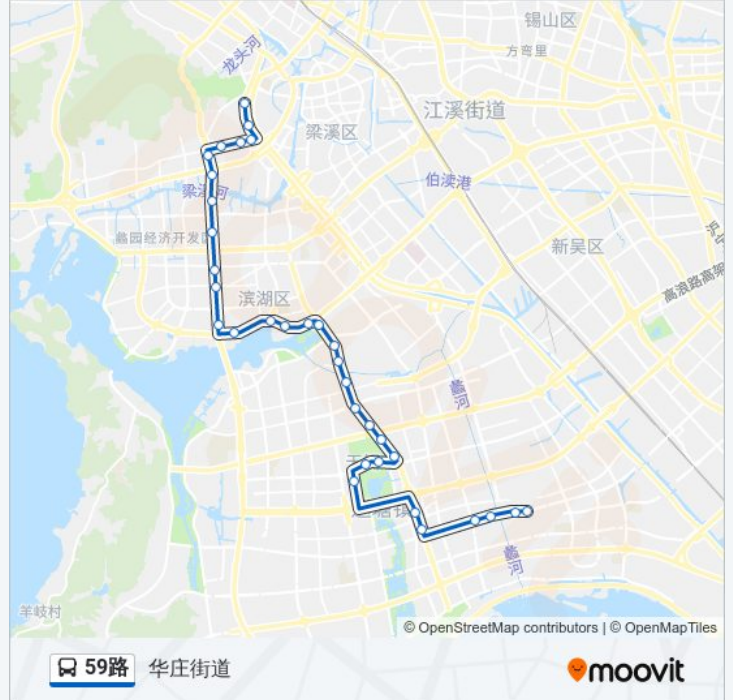 锡山区
龙头河
方弯里
江溪街道
梁溪区
伯渎港
梁溪河
蠡园经济开发区
新吴区
高浪路高架
滨湖区
蠡河
蠡河
羊岐村
© OpenStreetMap contributors | © OpenMapTiles
59路 华庄街道
moovit